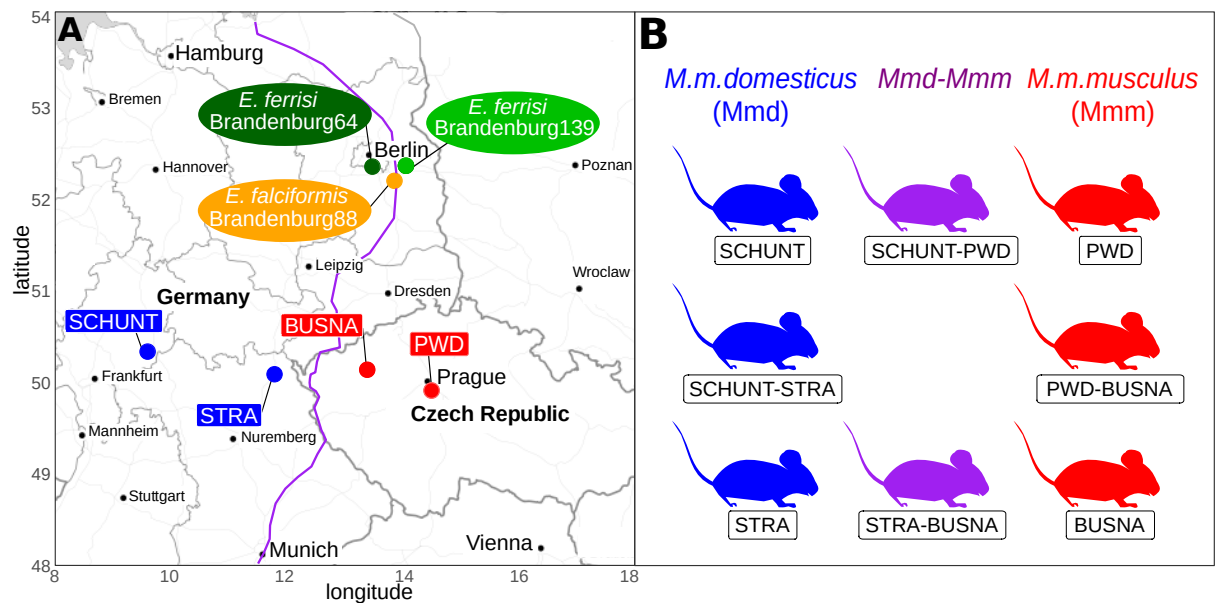 A
54
53
52
51
50
49
48
latitude
8
10
12
14
16
18
longitude
Hamburg
Bremen
E. ferrisi
Brandenburg64
E. ferrisi
Brandenburg139
Berlin
Hannover
Poznan
E. falciformis
Brandenburg88
Leipzig
Wroclaw
Dresden
Germany
SCHUNT
BUSNA
PWD
Frankfurt
Prague
STRA
Czech Republic
Mannheim
Nuremberg
Stuttgart
Munich
Vienna
B
M.m.domesticus
(Mmd)
Mmd-Mmm
M.m.musculus
(Mmm)
SCHUNT
SCHUNT-PWD
PWD
SCHUNT-STRA
PWD-BUSNA
STRA
STRA-BUSNA
BUSNA